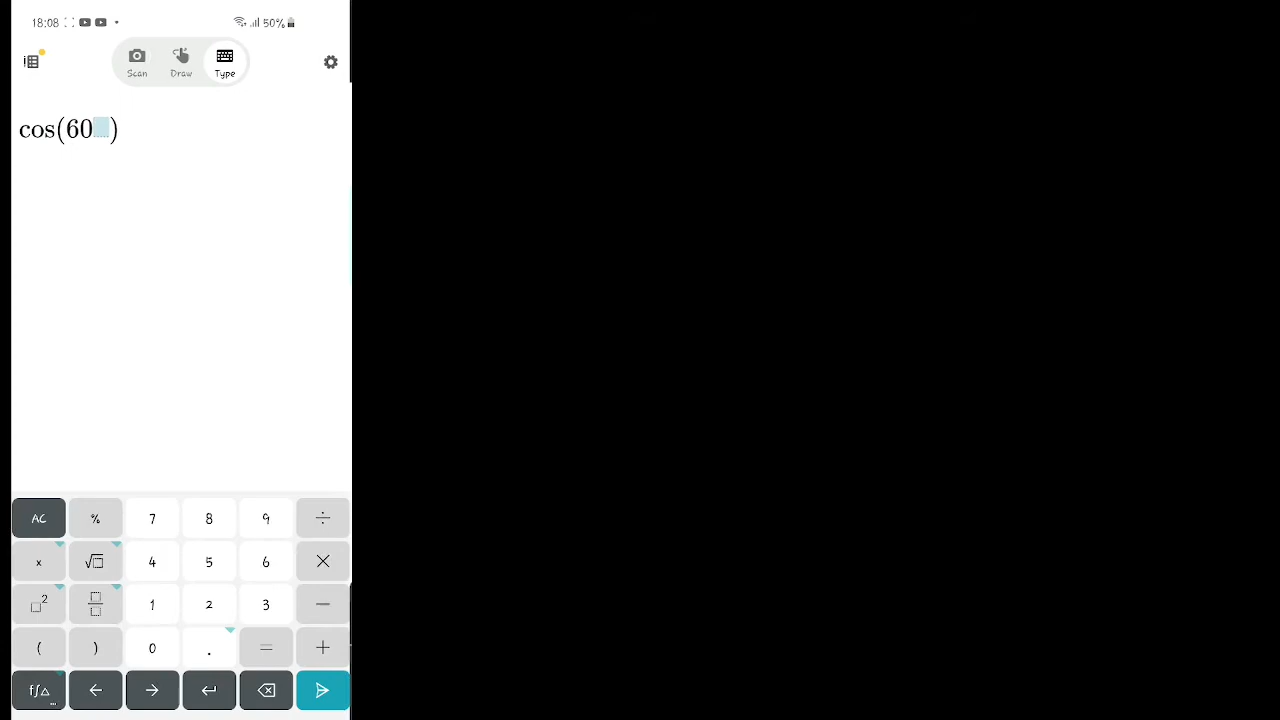 18:08 50%
Scan Draw Type
cos(60 )
AC % 7 8 9 ÷
x √□ 4 5 6 ×
□² □/□ 1 2 3 −
( ) 0 . = +
f∫△ ... ← → ↵ ⌫